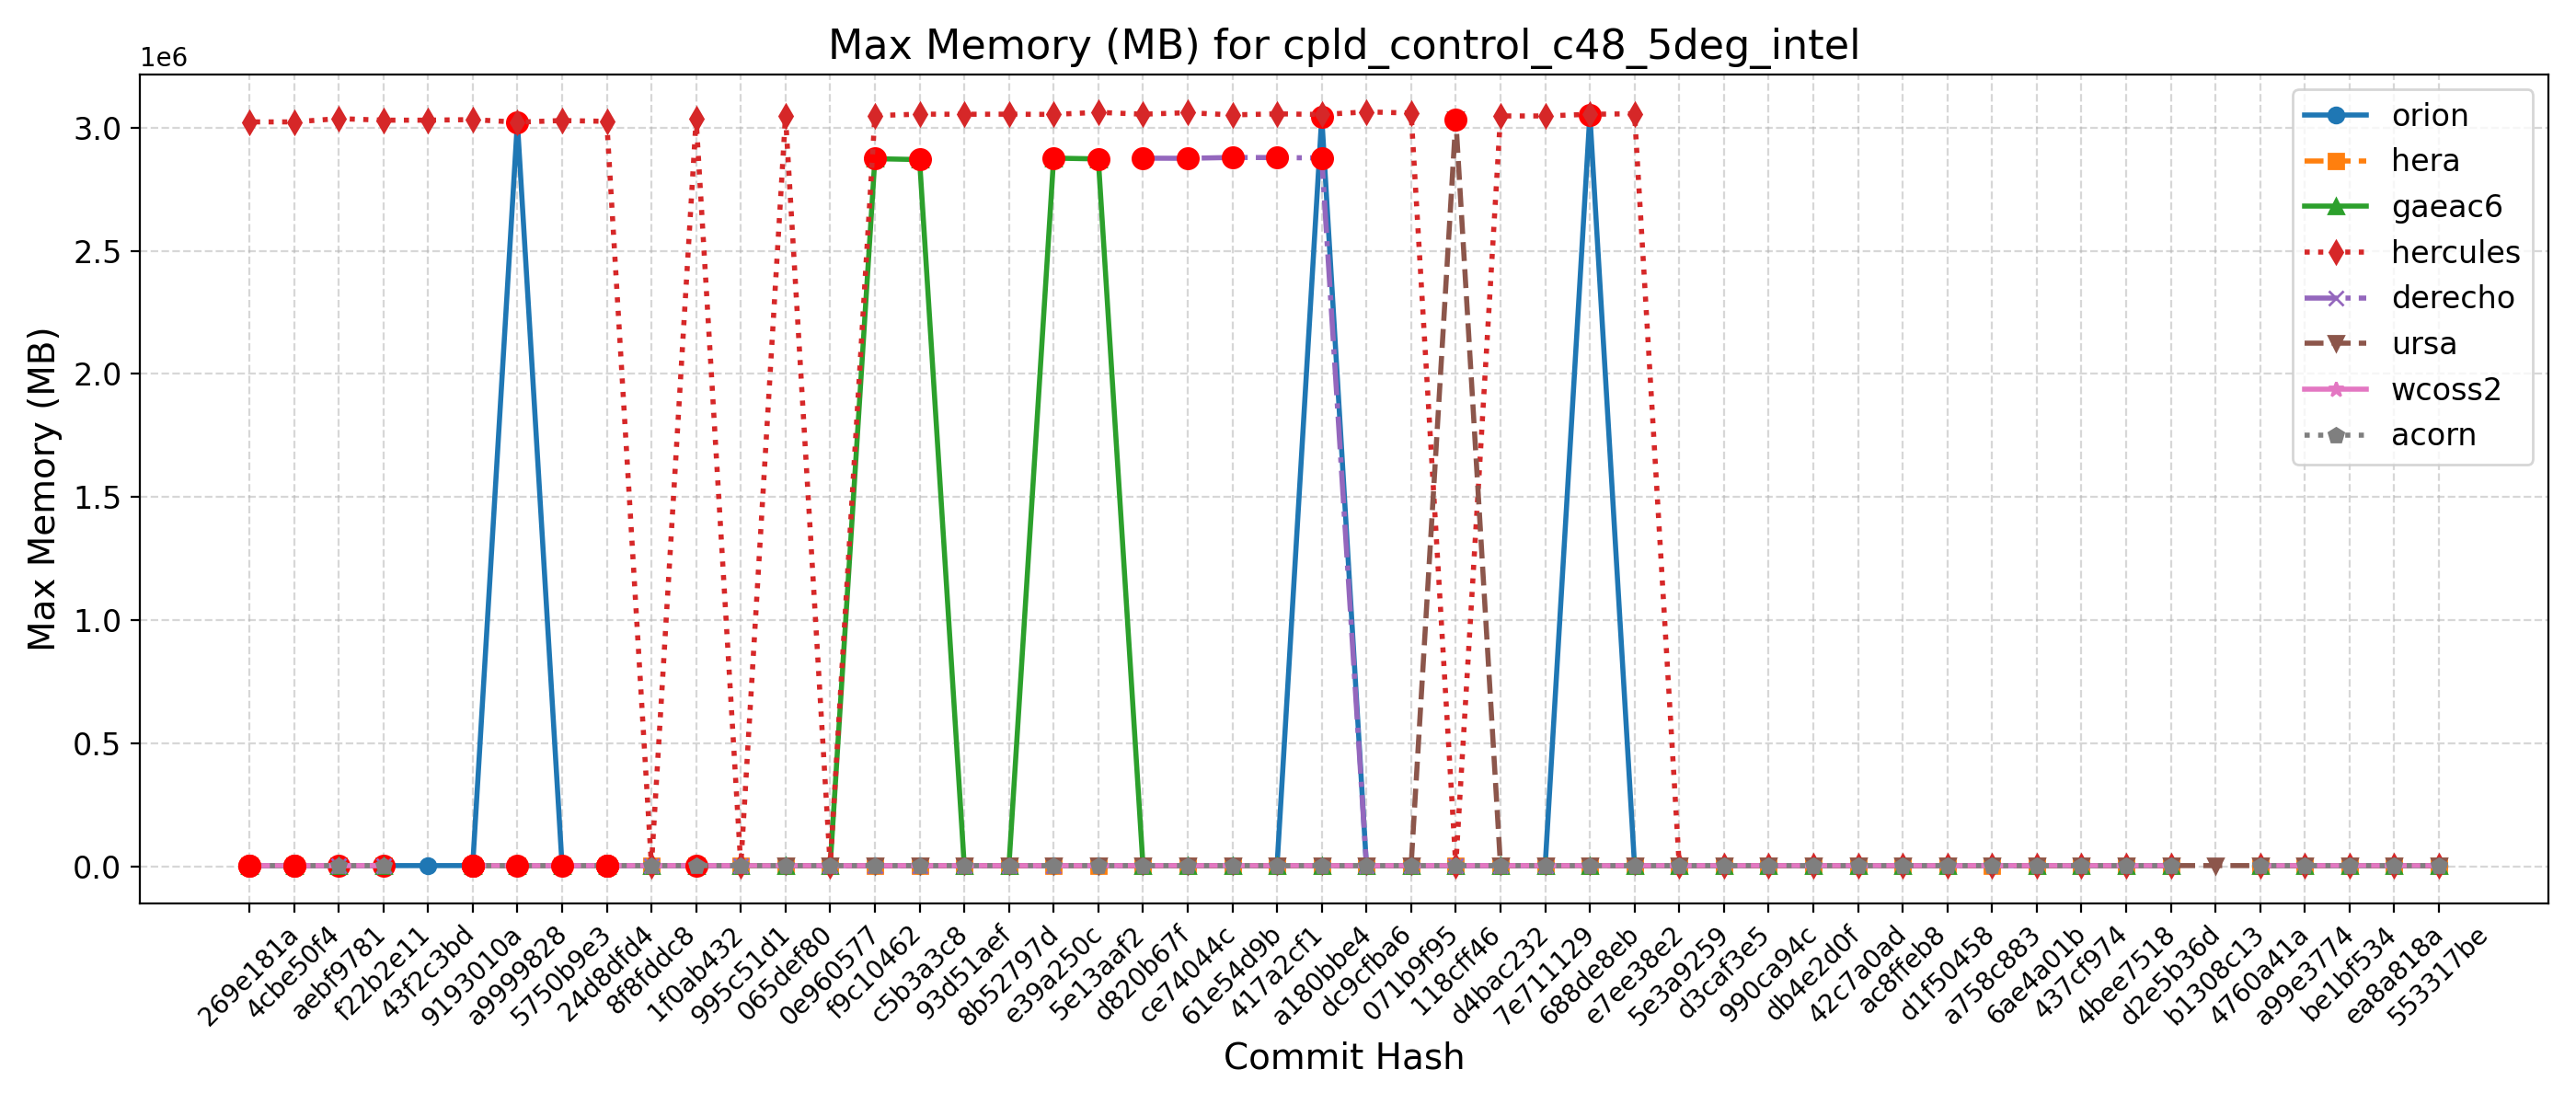 Max Memory (MB) for cpld_control_c48_5deg_intel
1e6
3.0
2.5
2.0
1.5
1.0
0.5
0.0
Max Memory (MB)
orion
hera
gaeac6
hercules
derecho
ursa
wcoss2
acorn
269e181a
4cbe50f4
aebf9781
f22b2e11
43f2c3bd
9193010a
a9999828
5750b9e3
24d8dfd4
8f8fddc8
1f0ab432
995c51d1
065def80
0e960577
f9c10462
c5b3a3c8
93d51aef
8b52797d
e39a250c
5e13aaf2
d820b67f
ce74044c
61e54d9b
417a2cf1
a180bbe4
dc9cfba6
071b9f95
118cff46
d4bac232
7e711129
688de8eb
e7ee38e2
5e3a9259
d3caf3e5
990ca94c
db4e2d0f
42c7a0ad
ac8ffeb8
d1f50458
a758c883
6ae4a01b
437cf974
4bee7518
d2e5b36d
b1308c13
4760a41a
a99e3774
be1bf534
ea8a818a
553317be
Commit Hash